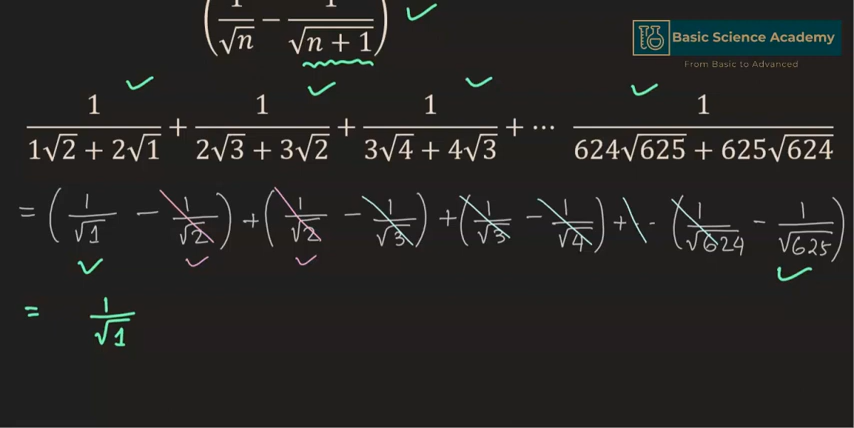 (1/√n − 1/√(n + 1))
Basic Science Academy
From Basic to Advanced
1/(1√2 + 2√1) + 1/(2√3 + 3√2) + 1/(3√4 + 4√3) + ⋯ 1/(624√625 + 625√624)
= (1/√1 − 1/√2) + (1/√2 − 1/√3) + (1/√3 − 1/√4) + \ - - (1/√624 − 1/√625)
= 1/√1